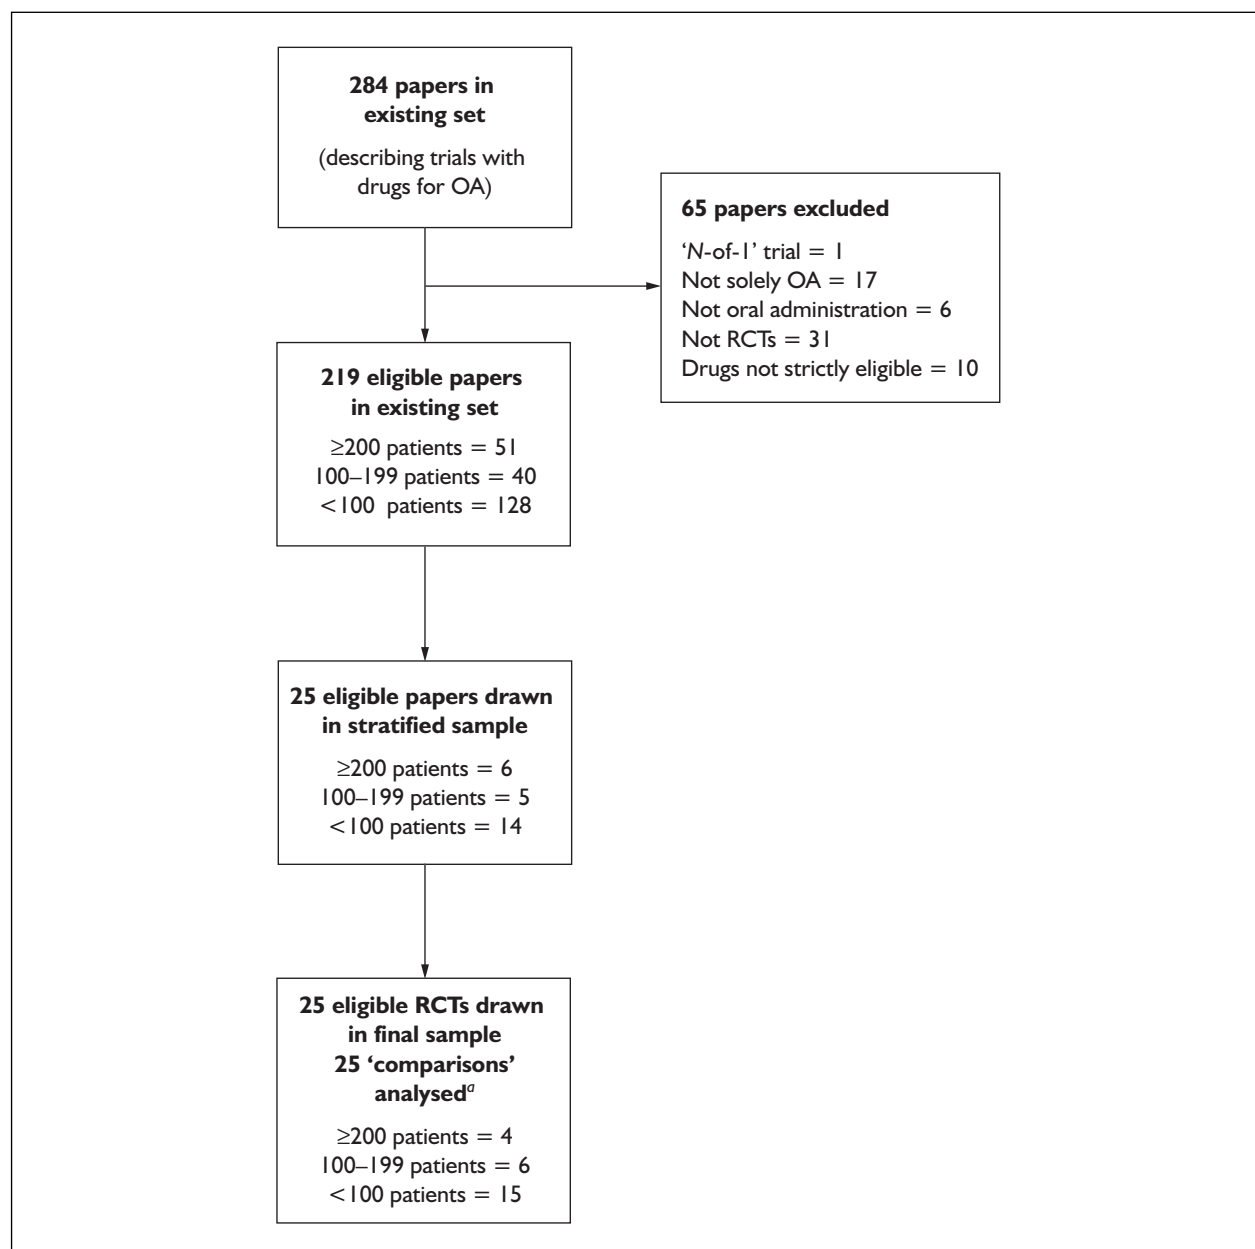 284 papers in
existing set
(describing trials with
drugs for OA)
65 papers excluded
‘N-of-1’ trial = 1
Not solely OA = 17
Not oral administration = 6
Not RCTs = 31
Drugs not strictly eligible = 10
219 eligible papers
in existing set
≥200 patients = 51
100–199 patients = 40
<100 patients = 128
25 eligible papers drawn
in stratified sample
≥200 patients = 6
100–199 patients = 5
<100 patients = 14
25 eligible RCTs drawn
in final sample
25 ‘comparisons’
analysedᵃ
≥200 patients = 4
100–199 patients = 6
<100 patients = 15